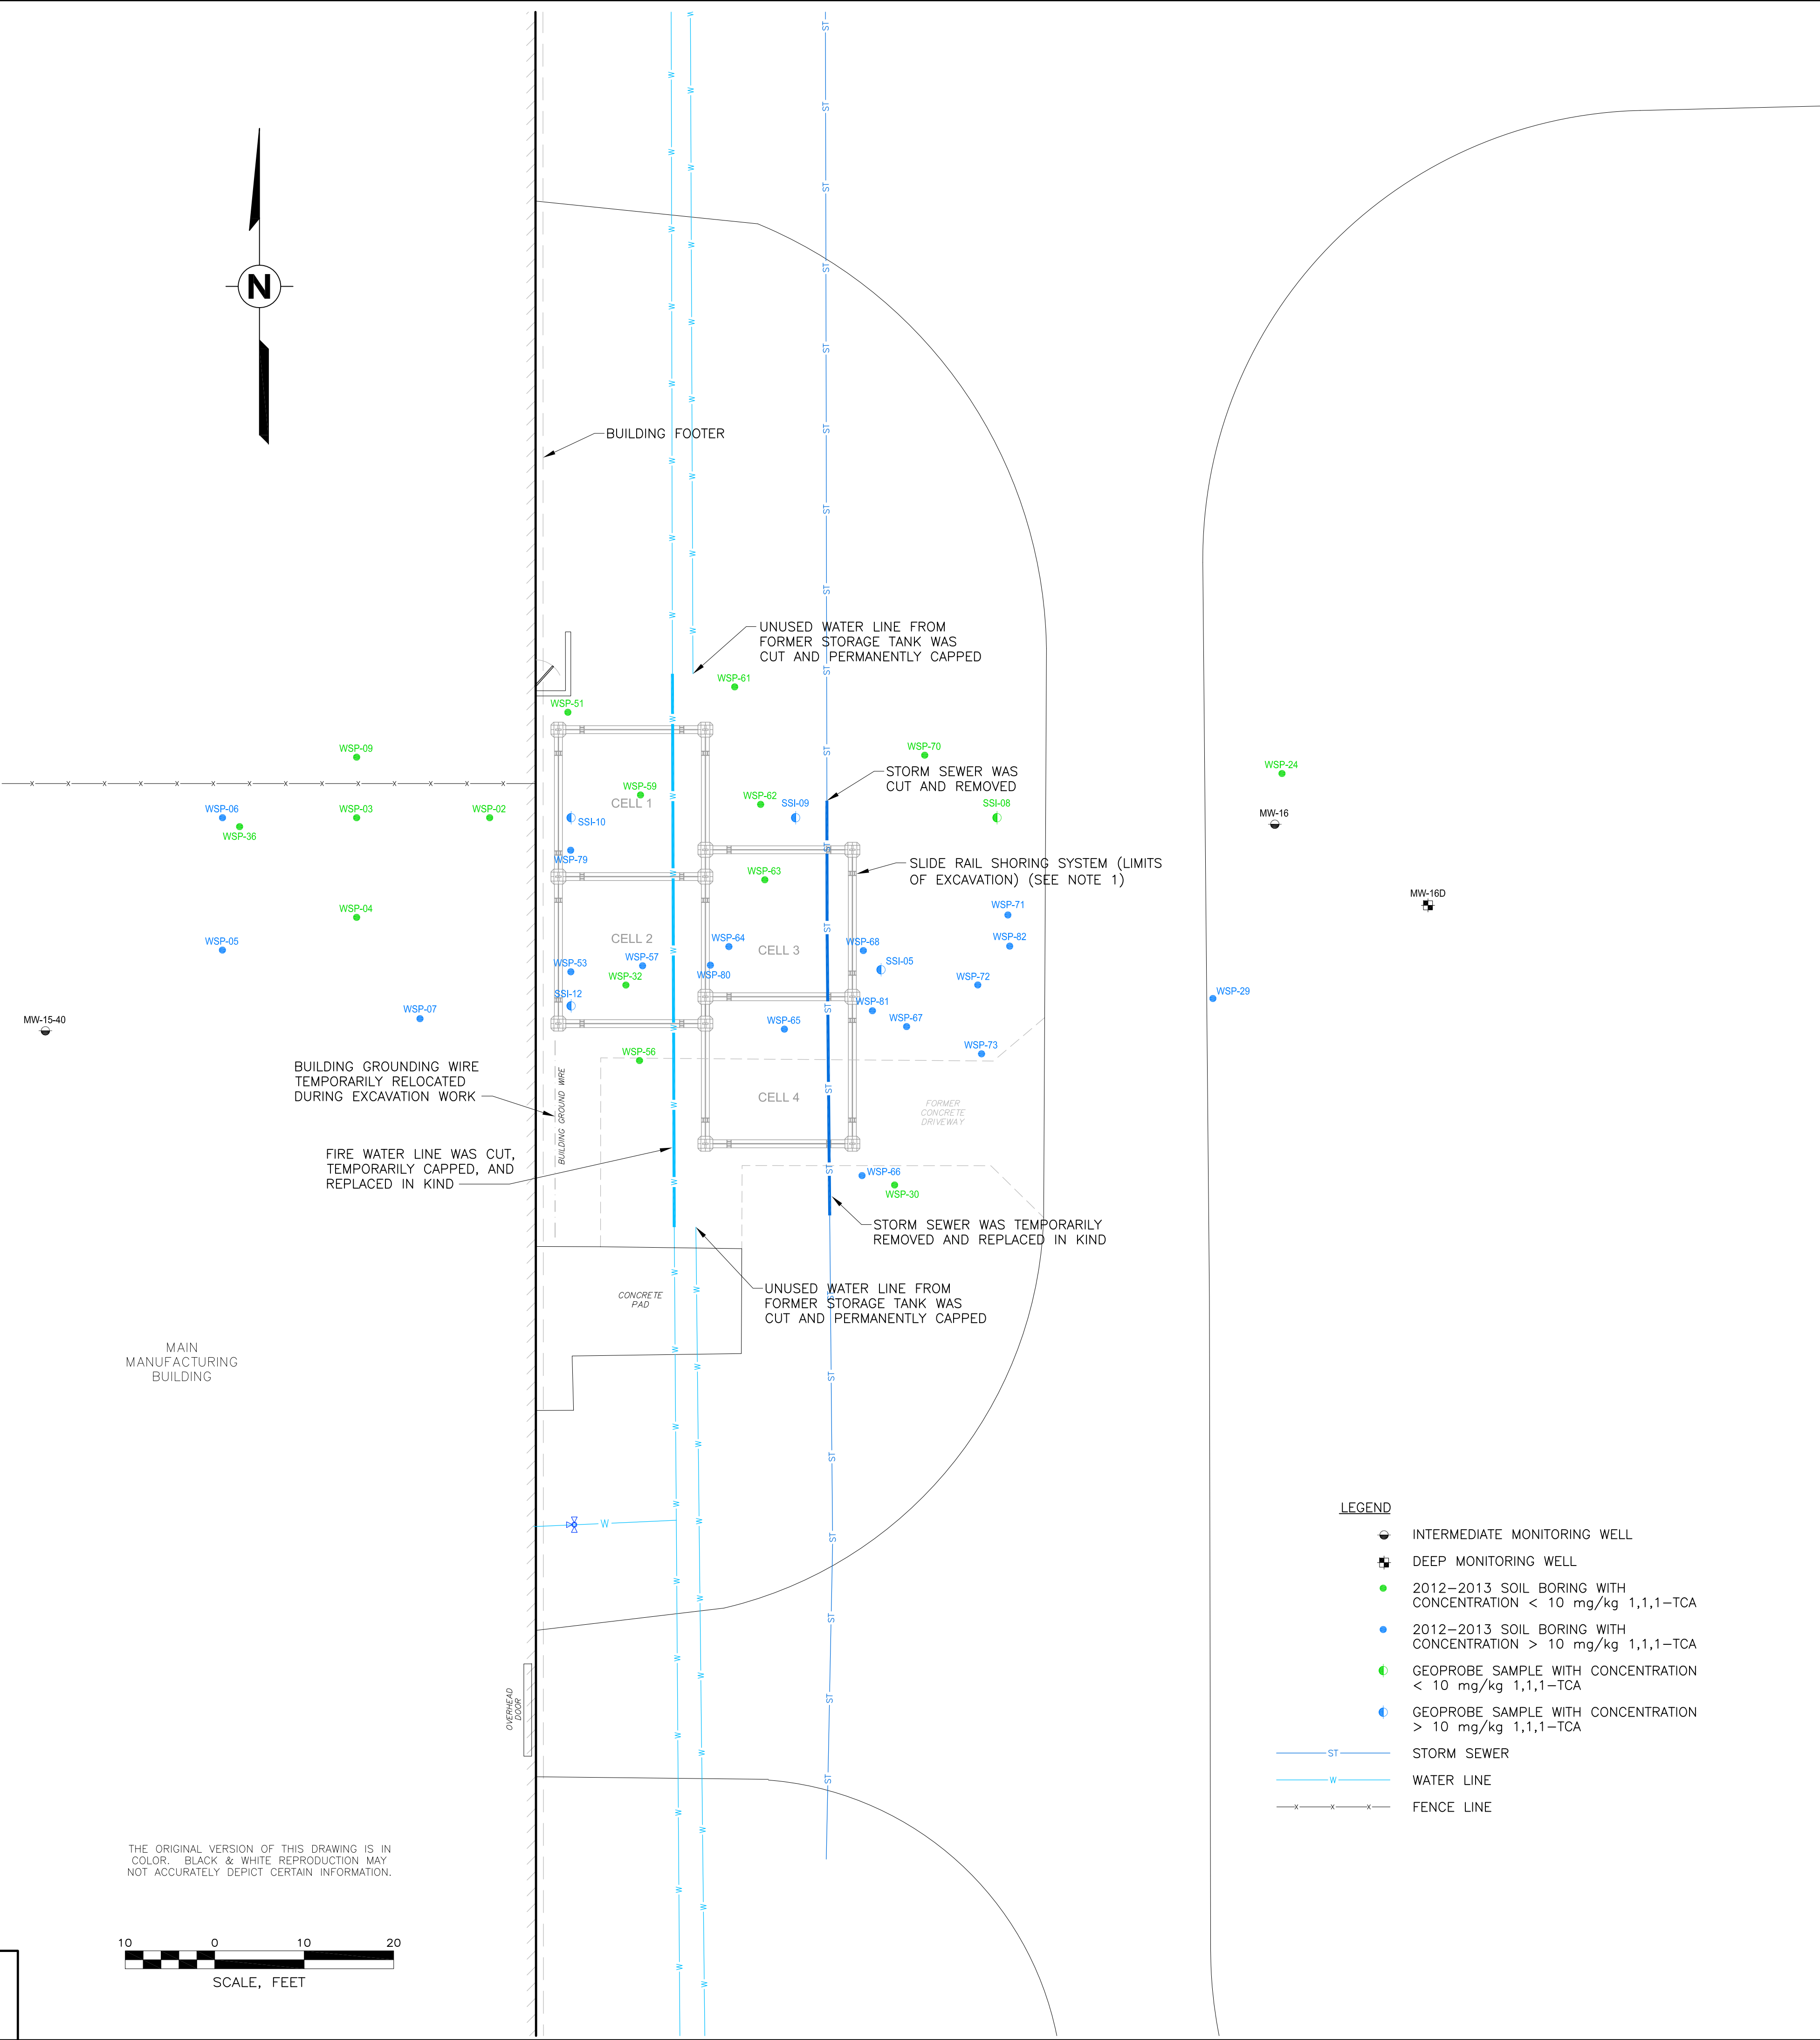 N
BUILDING FOOTER
UNUSED WATER LINE FROM
FORMER STORAGE TANK WAS
CUT AND PERMANENTLY CAPPED
WSP-61
WSP-51
WSP-09
WSP-70
WSP-24
STORM SEWER WAS
CUT AND REMOVED
WSP-59
CELL 1
WSP-62
SSI-09
SSI-08
WSP-06
WSP-03
WSP-02
WSP-36
SSI-10
MW-16
WSP-79
WSP-63
SLIDE RAIL SHORING SYSTEM (LIMITS
OF EXCAVATION) (SEE NOTE 1)
MW-16D
WSP-04
WSP-71
WSP-05
CELL 2
WSP-64
CELL 3
WSP-68
WSP-82
WSP-53
WSP-57
WSP-80
SSI-05
WSP-32
WSP-72
SSI-12
WSP-29
WSP-07
WSP-81
MW-15-40
WSP-65
WSP-67
WSP-56
WSP-73
BUILDING GROUNDING WIRE
TEMPORARILY RELOCATED
DURING EXCAVATION WORK
BUILDING GROUND WIRE
CELL 4
FORMER
CONCRETE
DRIVEWAY
FIRE WATER LINE WAS CUT,
TEMPORARILY CAPPED, AND
REPLACED IN KIND
WSP-66
WSP-30
STORM SEWER WAS TEMPORARILY
REMOVED AND REPLACED IN KIND
CONCRETE
PAD
UNUSED WATER LINE FROM
FORMER STORAGE TANK WAS
CUT AND PERMANENTLY CAPPED
MAIN
MANUFACTURING
BUILDING
W
ST
OVERHEAD
DOOR
LEGEND
INTERMEDIATE MONITORING WELL
DEEP MONITORING WELL
2012-2013 SOIL BORING WITH
CONCENTRATION < 10 mg/kg 1,1,1-TCA
2012-2013 SOIL BORING WITH
CONCENTRATION > 10 mg/kg 1,1,1-TCA
GEOPROBE SAMPLE WITH CONCENTRATION
< 10 mg/kg 1,1,1-TCA
GEOPROBE SAMPLE WITH CONCENTRATION
> 10 mg/kg 1,1,1-TCA
ST STORM SEWER
W WATER LINE
X X X FENCE LINE
THE ORIGINAL VERSION OF THIS DRAWING IS IN
COLOR. BLACK & WHITE REPRODUCTION MAY
NOT ACCURATELY DEPICT CERTAIN INFORMATION.
10 0 10 20
SCALE, FEET